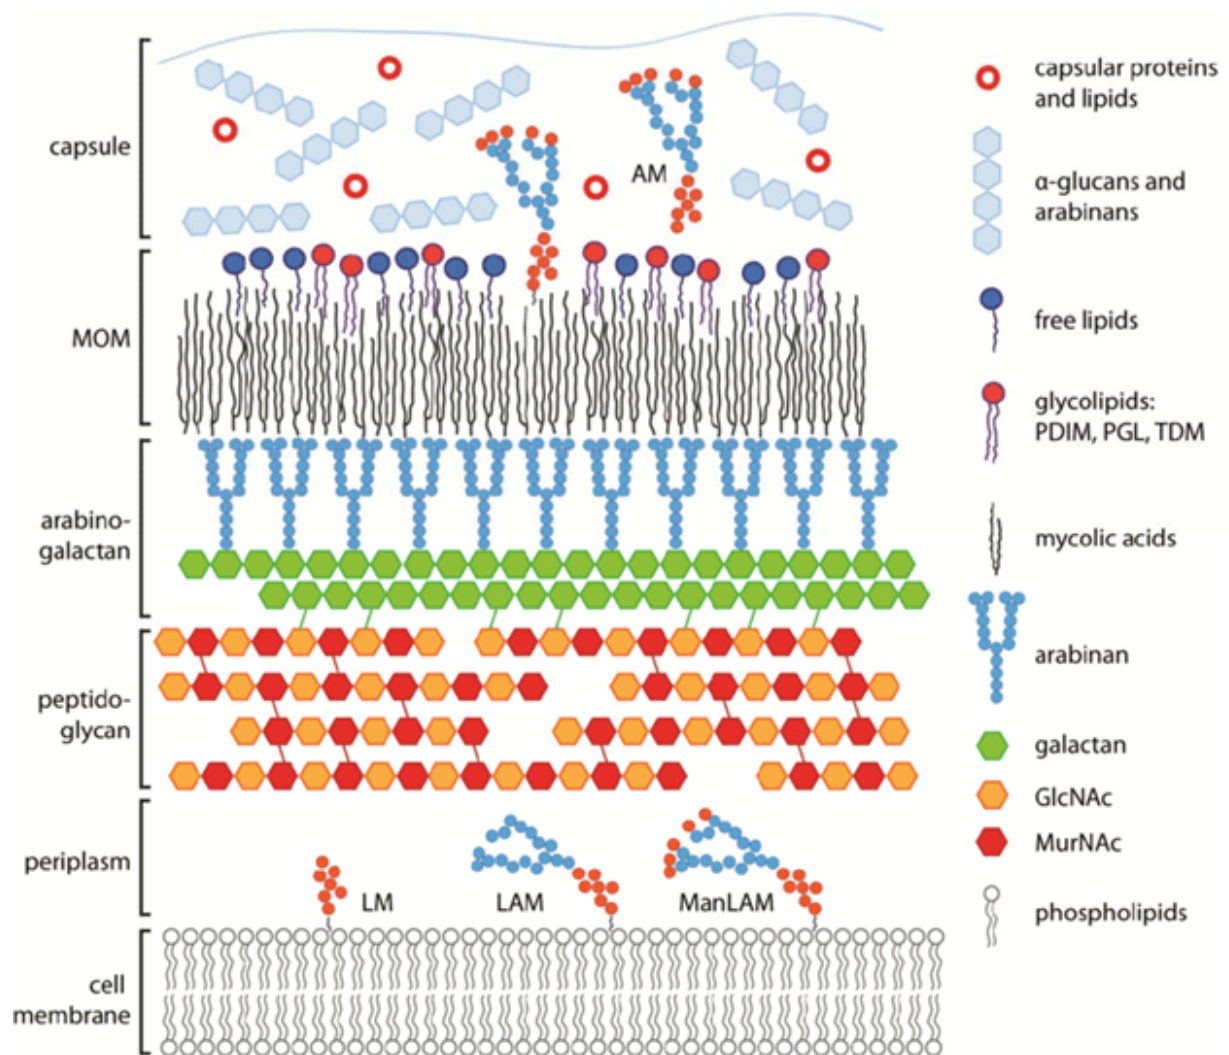 capsule
AM
MOM
arabino-
galactan
peptido-
glycan
periplasm
LM
LAM
ManLAM
cell
membrane
capsular proteins
and lipids
α-glucans and
arabinans
free lipids
glycolipids:
PDIM, PGL, TDM
mycolic acids
arabinan
galactan
GlcNAc
MurNAc
phospholipids